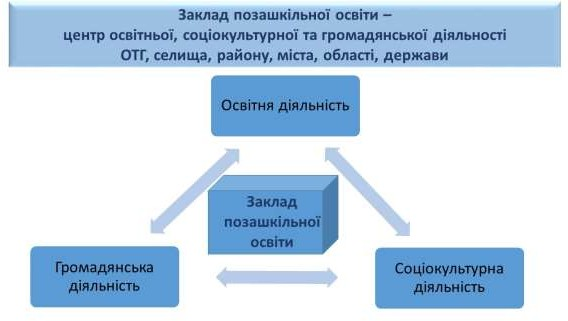 Заклад позашкільної освіти –
центр освітньої, соціокультурної та громадянської діяльності
ОТГ, селища, району, міста, області, держави
Освітня діяльність
Заклад
позашкільної
освіти
Громадянська
діяльність
Соціокультурна
діяльність